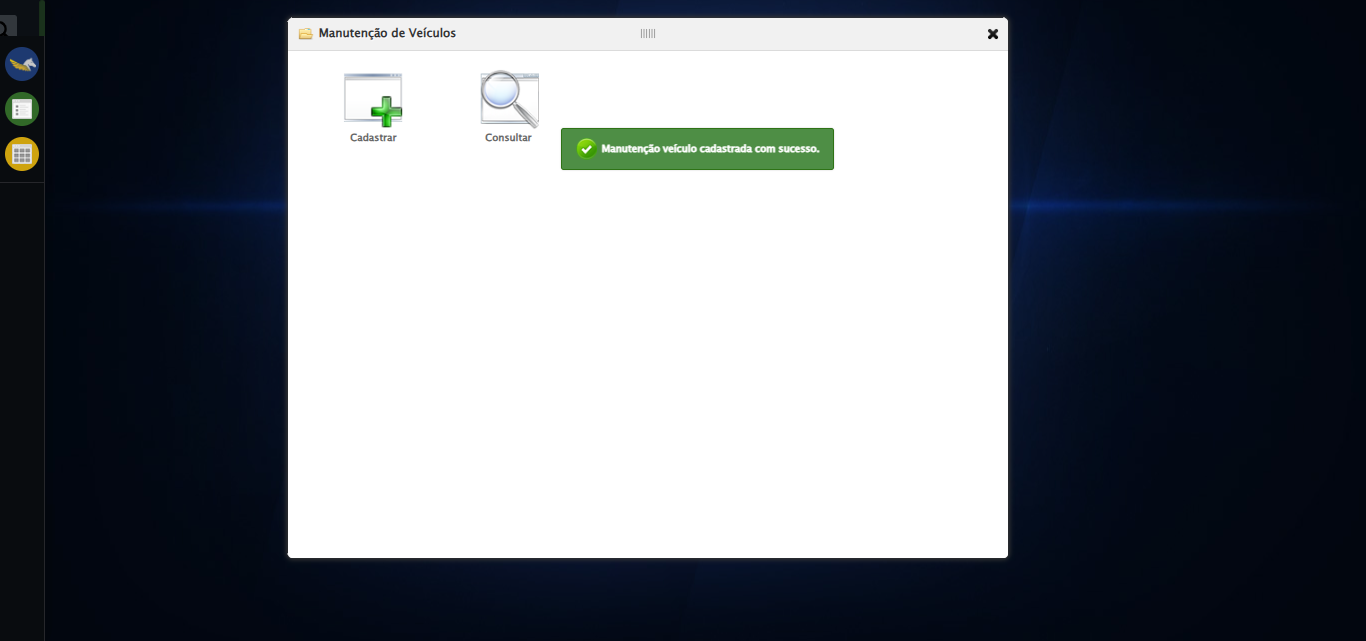 Manutenção de Veículos
Cadastrar
Consultar
Manutenção veículo cadastrada com sucesso.